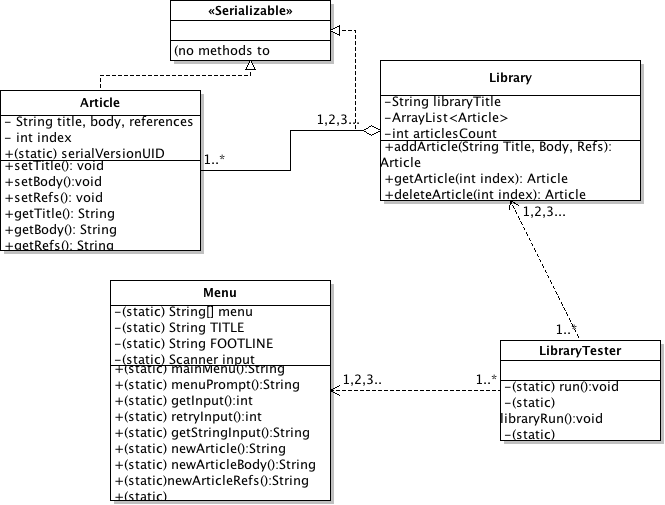 «Serializable»
(no methods to
Article
- String title, body, references
- int index
+(static) serialVersionUID
+setTitle(): void
+setBody():void
+setRefs(): void
+getTitle(): String
+getBody(): String
+getRefs(): String
1..*
1,2,3...
Library
-String libraryTitle
-ArrayList<Article>
-int articlesCount
+addArticle(String Title, Body, Refs):
Article
+getArticle(int index): Article
+deleteArticle(int index): Article
1,2,3...
1..*
Menu
-(static) String[] menu
-(static) String TITLE
-(static) String FOOTLINE
-(static) Scanner input
+(static) mainMenu():String
+(static) menuPrompt():String
+(static) getInput():int
+(static) retryInput():int
+(static) getStringInput():String
+(static) newArticle():String
+(static) newArticleBody():String
+(static)newArticleRefs():String
+(static)
1,2,3..
1..*
LibraryTester
-(static) run():void
-(static)
libraryRun():void
-(static)